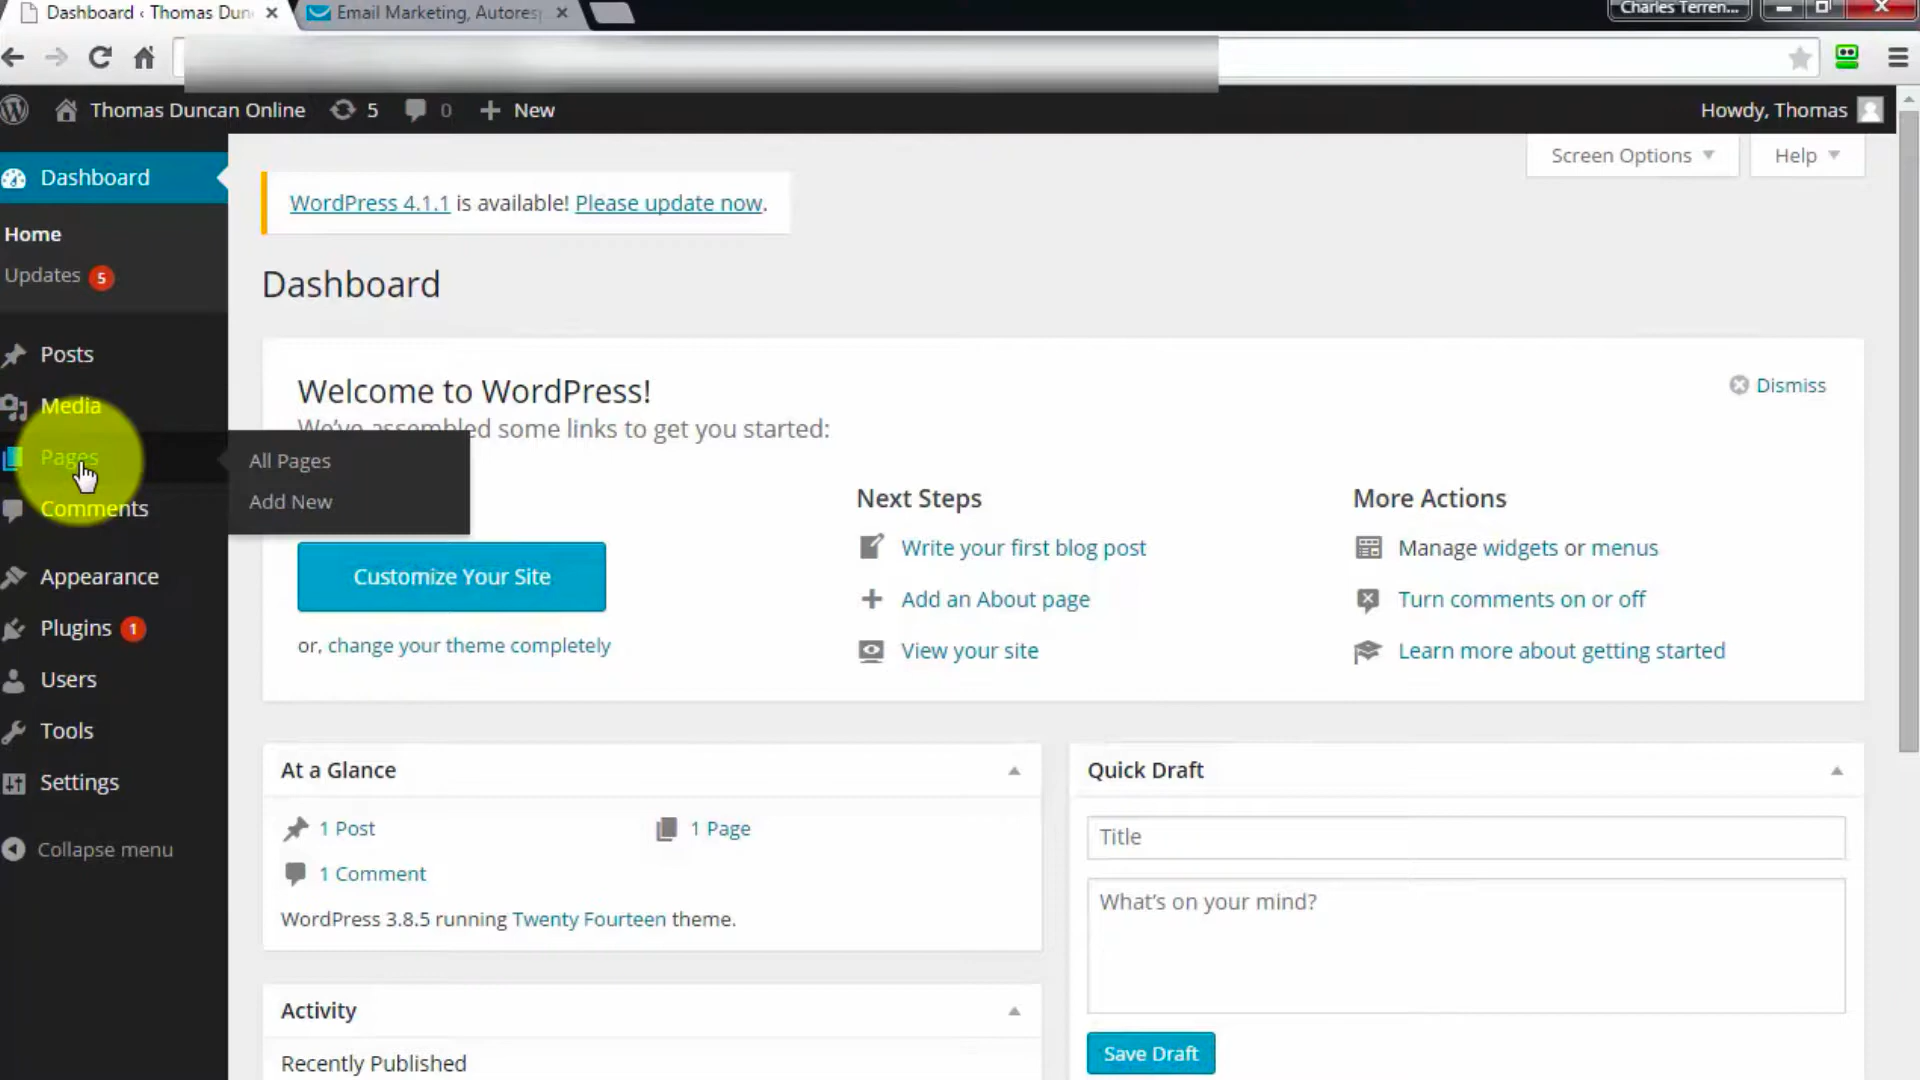 Dashboard ‹ Thomas Dun
Email Marketing, Autoresp
Charles Terren...
Thomas Duncan Online
5
0
New
Howdy, Thomas
Dashboard
Home
Updates 5
Posts
Media
Pages
Comments
Appearance
Plugins 1
Users
Tools
Settings
Collapse menu
All Pages
Add New
Screen Options
Help
WordPress 4.1.1 is available! Please update now.
Dashboard
Welcome to WordPress!
We've assembled some links to get you started:
Dismiss
Customize Your Site
or, change your theme completely
Next Steps
Write your first blog post
Add an About page
View your site
More Actions
Manage widgets or menus
Turn comments on or off
Learn more about getting started
At a Glance
1 Post
1 Page
1 Comment
WordPress 3.8.5 running Twenty Fourteen theme.
Activity
Recently Published
Quick Draft
Title
What's on your mind?
Save Draft